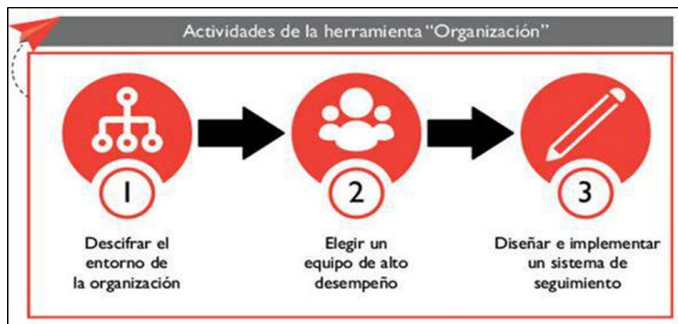 Actividades de la herramienta “Organización”
1
Descifrar el
entorno de
la organización
2
Elegir un
equipo de alto
desempeño
3
Diseñar e implementar
un sistema de
seguimiento